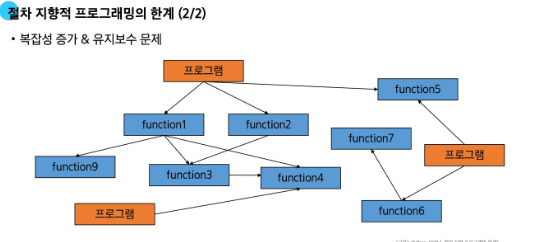 절차 지향적 프로그래밍의 한계 (2/2)
• 복잡성 증가 & 유지보수 문제
프로그램
function5
function1
function2
function7
프로그램
function9
function3
function4
프로그램
function6